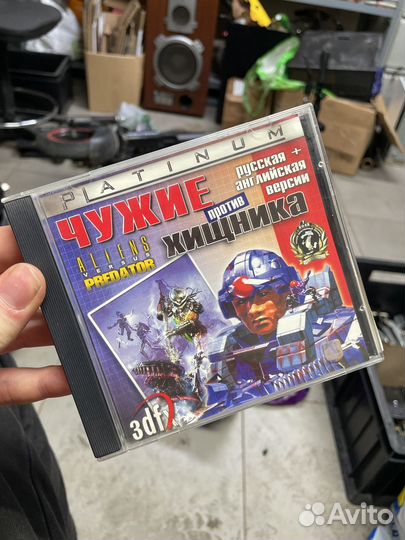 PLATINUM
русская +
английская
версии
ЧУЖИЕ
против
ХИЩНИКА
ALIENS
VERSUS
PREDATOR
3dfx
Avito